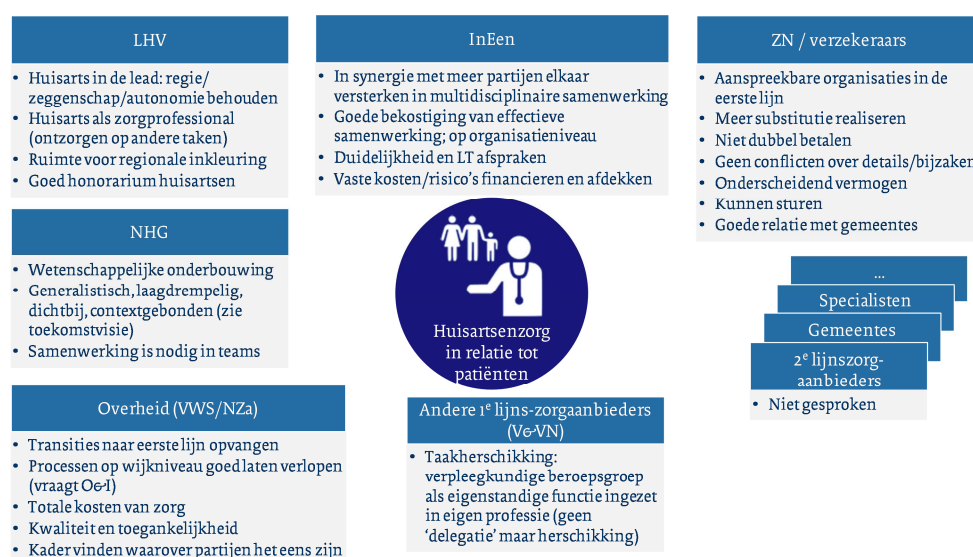 LHV
• Huisarts in de lead: regie/
zeggenschap/autonomie behouden
• Huisarts als zorgprofessional
(ontzorgen op andere taken)
• Ruimte voor regionale inkleuring
• Goed honorarium huisartsen
InEen
• In synergie met meer partijen elkaar
versterken in multidisciplinaire samenwerking
• Goede bekostiging van effectieve
samenwerking; op organisatieniveau
• Duidelijkheid en LT afspraken
• Vaste kosten/risico's financieren en afdekken
ZN / verzekeraars
• Aanspreekbare organisaties in de
eerste lijn
• Meer substitutie realiseren
• Niet dubbel betalen
• Geen conflicten over details/bijzaken
• Onderscheidend vermogen
• Kunnen sturen
• Goede relatie met gemeentes
NHG
• Wetenschappelijke onderbouwing
• Generalistisch, laagdrempelig,
dichtbij, contextgebonden (zie
toekomstvisie)
• Samenwerking is nodig in teams
Huisartsenzorg
in relatie tot
patiënten
...
Specialisten
Gemeentes
2e lijnszorg-
aanbieders
• Niet gesproken
Overheid (VWS/NZa)
• Transities naar eerste lijn opvangen
• Processen op wijkniveau goed laten verlopen
(vraagt O&I)
• Totale kosten van zorg
• Kwaliteit en toegankelijkheid
• Kader vinden waarover partijen het eens zijn
Andere 1e lijns-zorgaanbieders
(V&VN)
• Taakherschikking:
verpleegkundige beroepsgroep
als eigenstandige functie ingezet
in eigen professie (geen
'delegatie' maar herschikking)